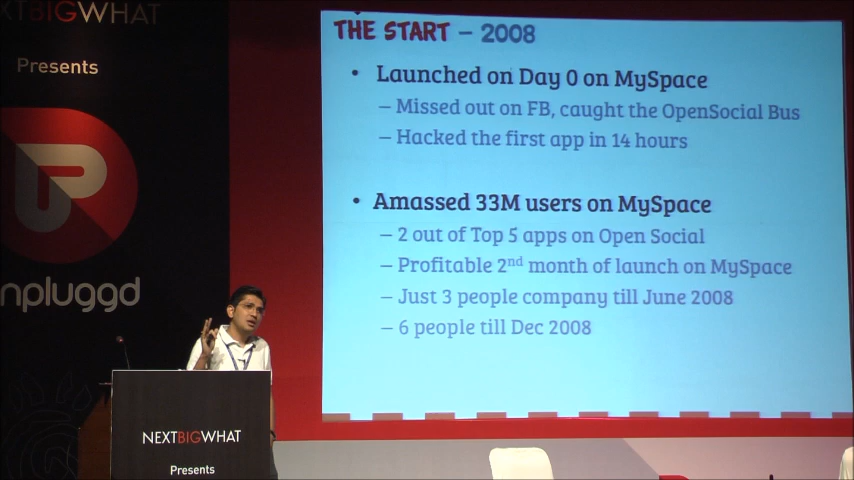 NEXTBIGWHAT
Presents
npluggd
THE START – 2008
• Launched on Day 0 on MySpace
– Missed out on FB, caught the OpenSocial Bus
– Hacked the first app in 14 hours
• Amassed 33M users on MySpace
– 2 out of Top 5 apps on Open Social
– Profitable 2nd month of launch on MySpace
– Just 3 people company till June 2008
– 6 people till Dec 2008
NEXTBIGWHAT
Presents